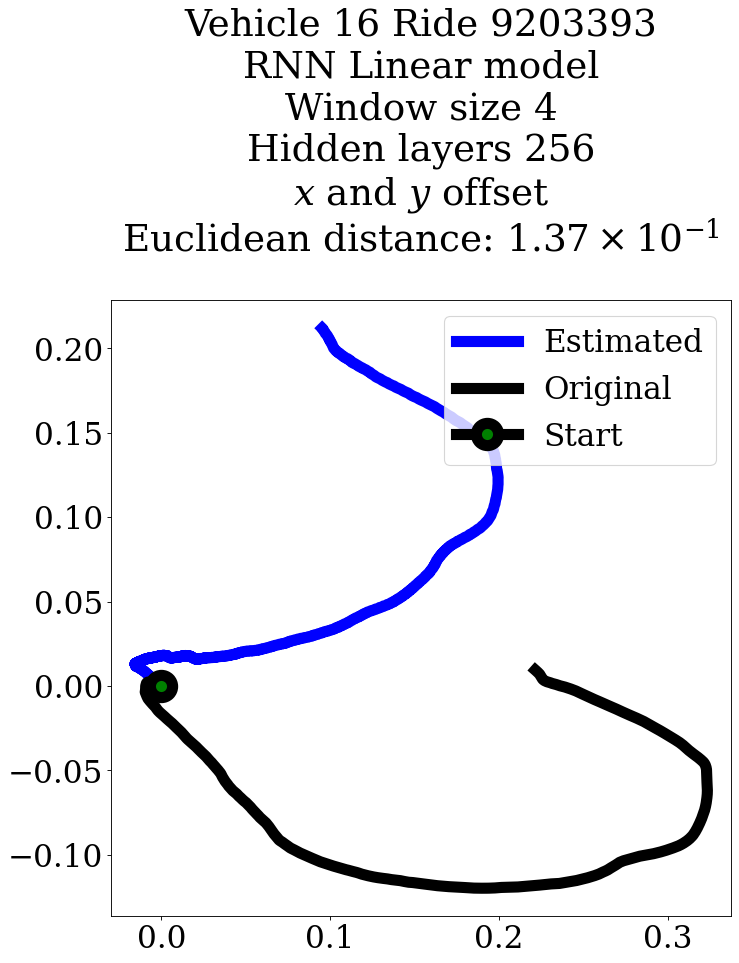 Vehicle 16 Ride 9203393
RNN Linear model
Window size 4
Hidden layers 256
x and y offset
Euclidean distance: 1.37 × 10⁻¹
Estimated
Original
Start
0.20
0.15
0.10
0.05
0.00
−0.05
−0.10
0.0 0.1 0.2 0.3